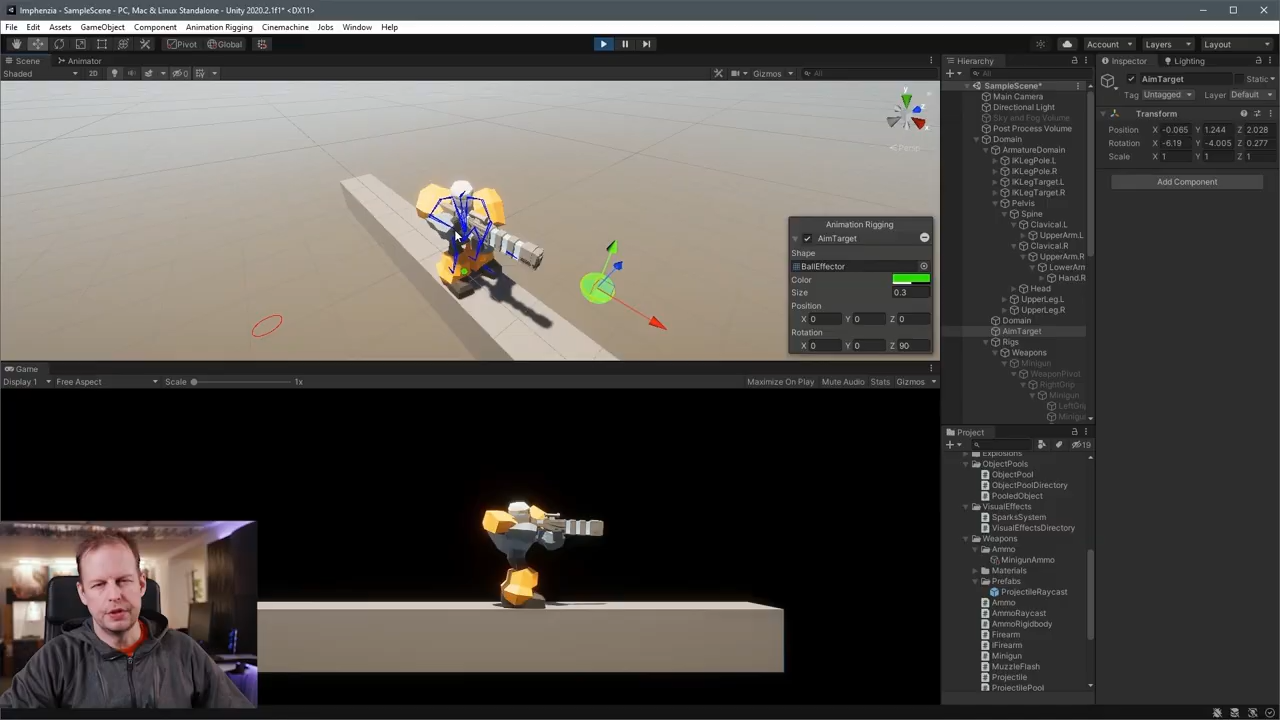 Imphenzia - SampleScene - PC, Mac & Linux Standalone - Unity 2020.2.1f1* <DX11>
File Edit Assets GameObject Component Animation Rigging Cinemachine Jobs Window Help
Pivot Global Account Layers Layout
Scene Animator
Shaded 2D 0 Gizmos All
y
x
Persp
Animation Rigging
AimTarget
Shape
BallEffector
Color
Size 0.3
Position
X 0 Y 0 Z 0
Rotation
X 0 Y 0 Z 90
Game
Display 1 Free Aspect Scale 1x Maximize On Play Mute Audio Stats Gizmos
Hierarchy
All
SampleScene*
Main Camera
Directional Light
Sky and Fog Volume
Post Process Volume
Domain
ArmatureDomain
IKLegPole.L
IKLegPole.R
IKLegTarget.L
IKLegTarget.R
Pelvis
Spine
Clavical.L
UpperArm.L
Clavical.R
UpperArm.R
LowerArm
Hand.R
Head
UpperLeg.L
UpperLeg.R
Domain
AimTarget
Rigs
Weapons
Minigun
WeaponPivot
RightGrip
Minigun
LeftGri
Minigu
Project
19
Explosions
ObjectPools
ObjectPool
ObjectPoolDirectory
PooledObject
VisualEffects
SparksSystem
VisualEffectsDirectory
Weapons
Ammo
MinigunAmmo
Materials
Prefabs
ProjectileRaycast
Ammo
AmmoRaycast
AmmoRigidbody
Firearm
IFirearm
Minigun
MuzzleFlash
Projectile
ProjectilePool
Inspector Lighting
AimTarget Static
Tag Untagged Layer Default
Transform
Position X -0.065 Y 1.244 Z 2.028
Rotation X -6.19 Y -4.005 Z 0.277
Scale X 1 Y 1 Z 1
Add Component